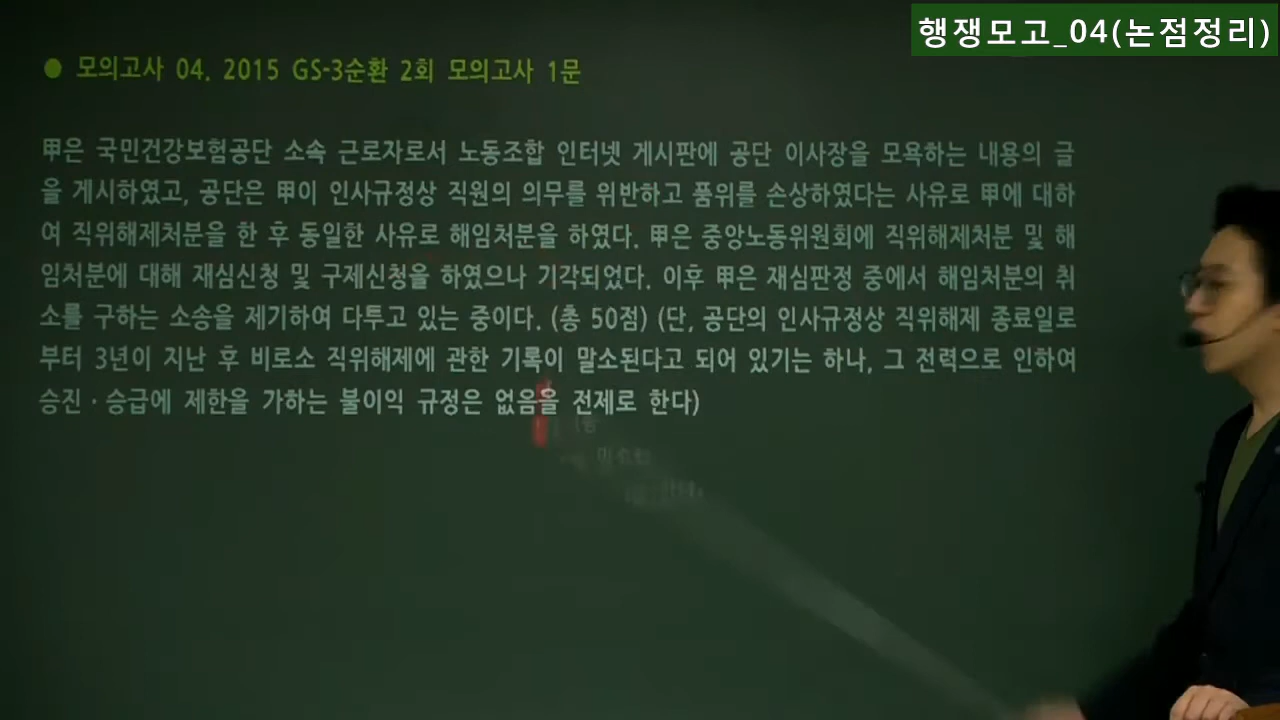 행쟁모고_04(논점정리)
● 모의고사 04. 2015 GS-3순환 2회 모의고사 1문
甲은 국민건강보험공단 소속 근로자로서 노동조합 인터넷 게시판에 공단 이사장을 모욕하는 내용의 글
을 게시하였고, 공단은 甲이 인사규정상 직원의 의무를 위반하고 품위를 손상하였다는 사유로 甲에 대하
여 직위해제처분을 한 후 동일한 사유로 해임처분을 하였다. 甲은 중앙노동위원회에 직위해제처분 및 해
임처분에 대해 재심신청 및 구제신청을 하였으나 기각되었다. 이후 甲은 재심판정 중에서 해임처분의 취
소를 구하는 소송을 제기하여 다투고 있는 중이다. (총 50점) (단, 공단의 인사규정상 직위해제 종료일로
부터 3년이 지난 후 비로소 직위해제에 관한 기록이 말소된다고 되어 있기는 하나, 그 전력으로 인하여
승진·승급에 제한을 가하는 불이익 규정은 없음을 전제로 한다)